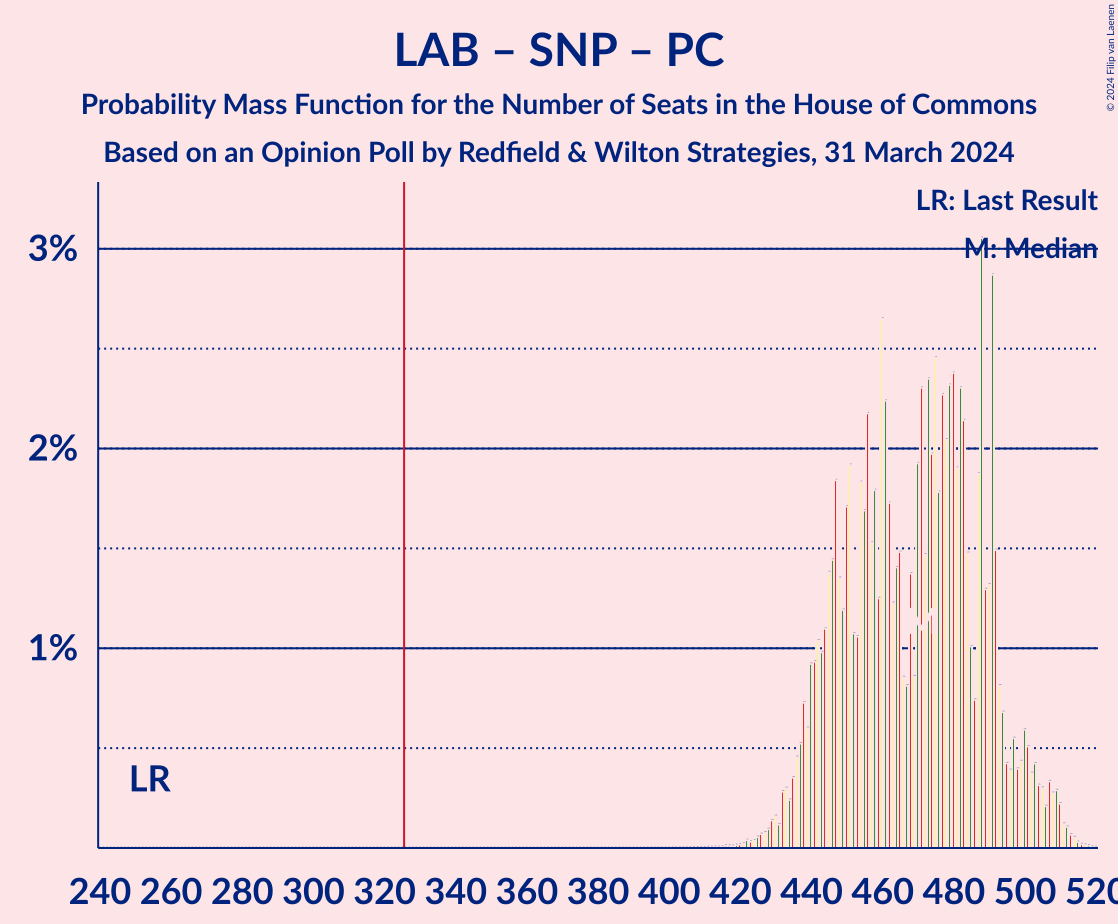 LAB – SNP – PC
Probability Mass Function for the Number of Seats in the House of Commons
Based on an Opinion Poll by Redfield & Wilton Strategies, 31 March 2024
© 2024 Filip van Laenen
LR: Last Result
M: Median
3%
2%
1%
LR
240 260 280 300 320 340 360 380 400 420 440 460 480 500 520